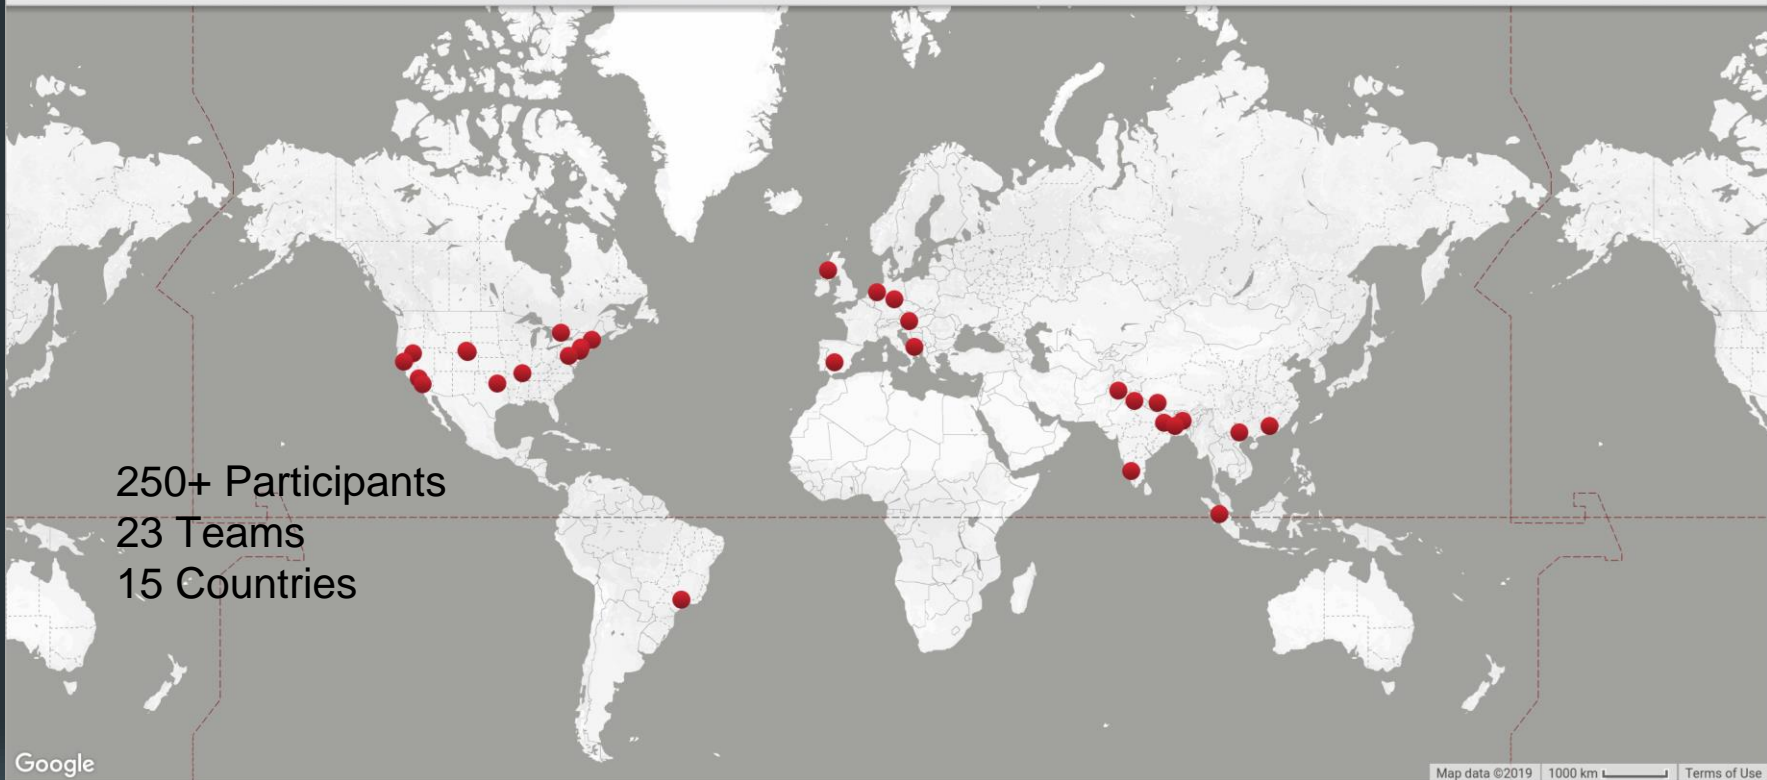 250+ Participants
23 Teams
15 Countries
Google
Map data ©2019
1000 km
Terms of Use